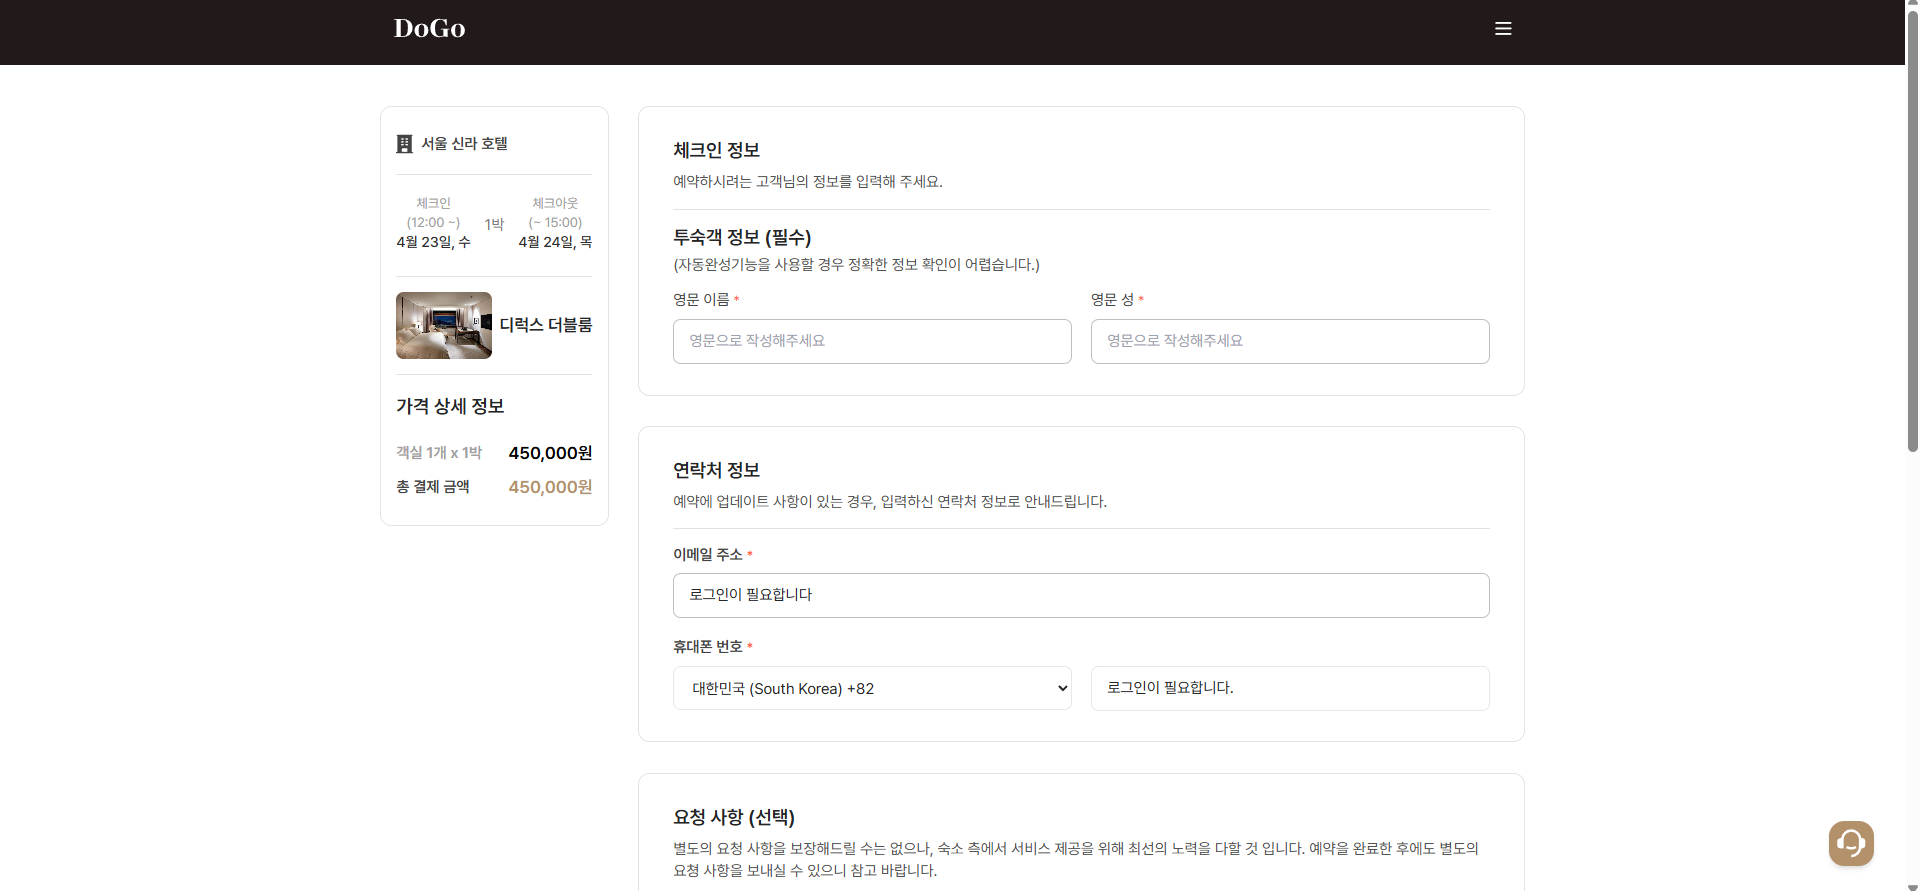 DoGo
서울 신라 호텔
체크인
(12:00 ~)
4월 23일, 수
1박
체크아웃
(~ 15:00)
4월 24일, 목
디럭스 더블룸
가격 상세 정보
객실 1개 x 1박 450,000원
총 결제 금액 450,000원
체크인 정보
예약하시려는 고객님의 정보를 입력해 주세요.
투숙객 정보 (필수)
(자동완성기능을 사용할 경우 정확한 정보 확인이 어렵습니다.)
영문 이름 *
영문으로 작성해주세요
영문 성 *
영문으로 작성해주세요
연락처 정보
예약에 업데이트 사항이 있는 경우, 입력하신 연락처 정보로 안내드립니다.
이메일 주소 *
로그인이 필요합니다
휴대폰 번호 *
대한민국 (South Korea) +82
로그인이 필요합니다.
요청 사항 (선택)
별도의 요청 사항을 보장해드릴 수는 없으나, 숙소 측에서 서비스 제공을 위해 최선의 노력을 다할 것 입니다. 예약을 완료한 후에도 별도의
요청 사항을 보내실 수 있으니 참고 바랍니다.